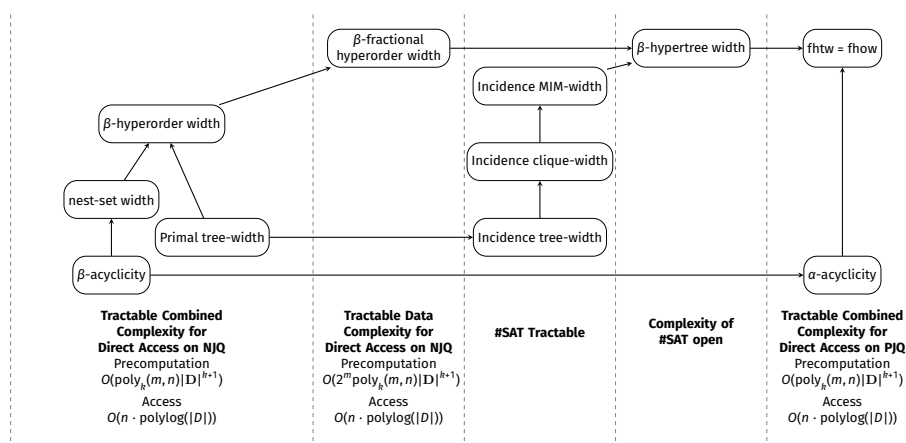 β-fractional
hyperorder width
β-hypertree width
fhtw = fhow
Incidence MIM-width
β-hyperorder width
Incidence clique-width
nest-set width
Primal tree-width
Incidence tree-width
β-acyclicity
α-acyclicity
Tractable Combined
Complexity for
Direct Access on NJQ
Precomputation
O(poly_k(m, n)|𝐃|^{k+1})
Access
O(n · polylog(|D|))
Tractable Data
Complexity for
Direct Access on NJQ
Precomputation
O(2^m poly_k(m, n)|𝐃|^{k+1})
Access
O(n · polylog(|D|))
#SAT Tractable
Complexity of
#SAT open
Tractable Combined
Complexity for
Direct Access on PJQ
Precomputation
O(poly_k(m, n)|𝐃|^{k+1})
Access
O(n · polylog(|D|))